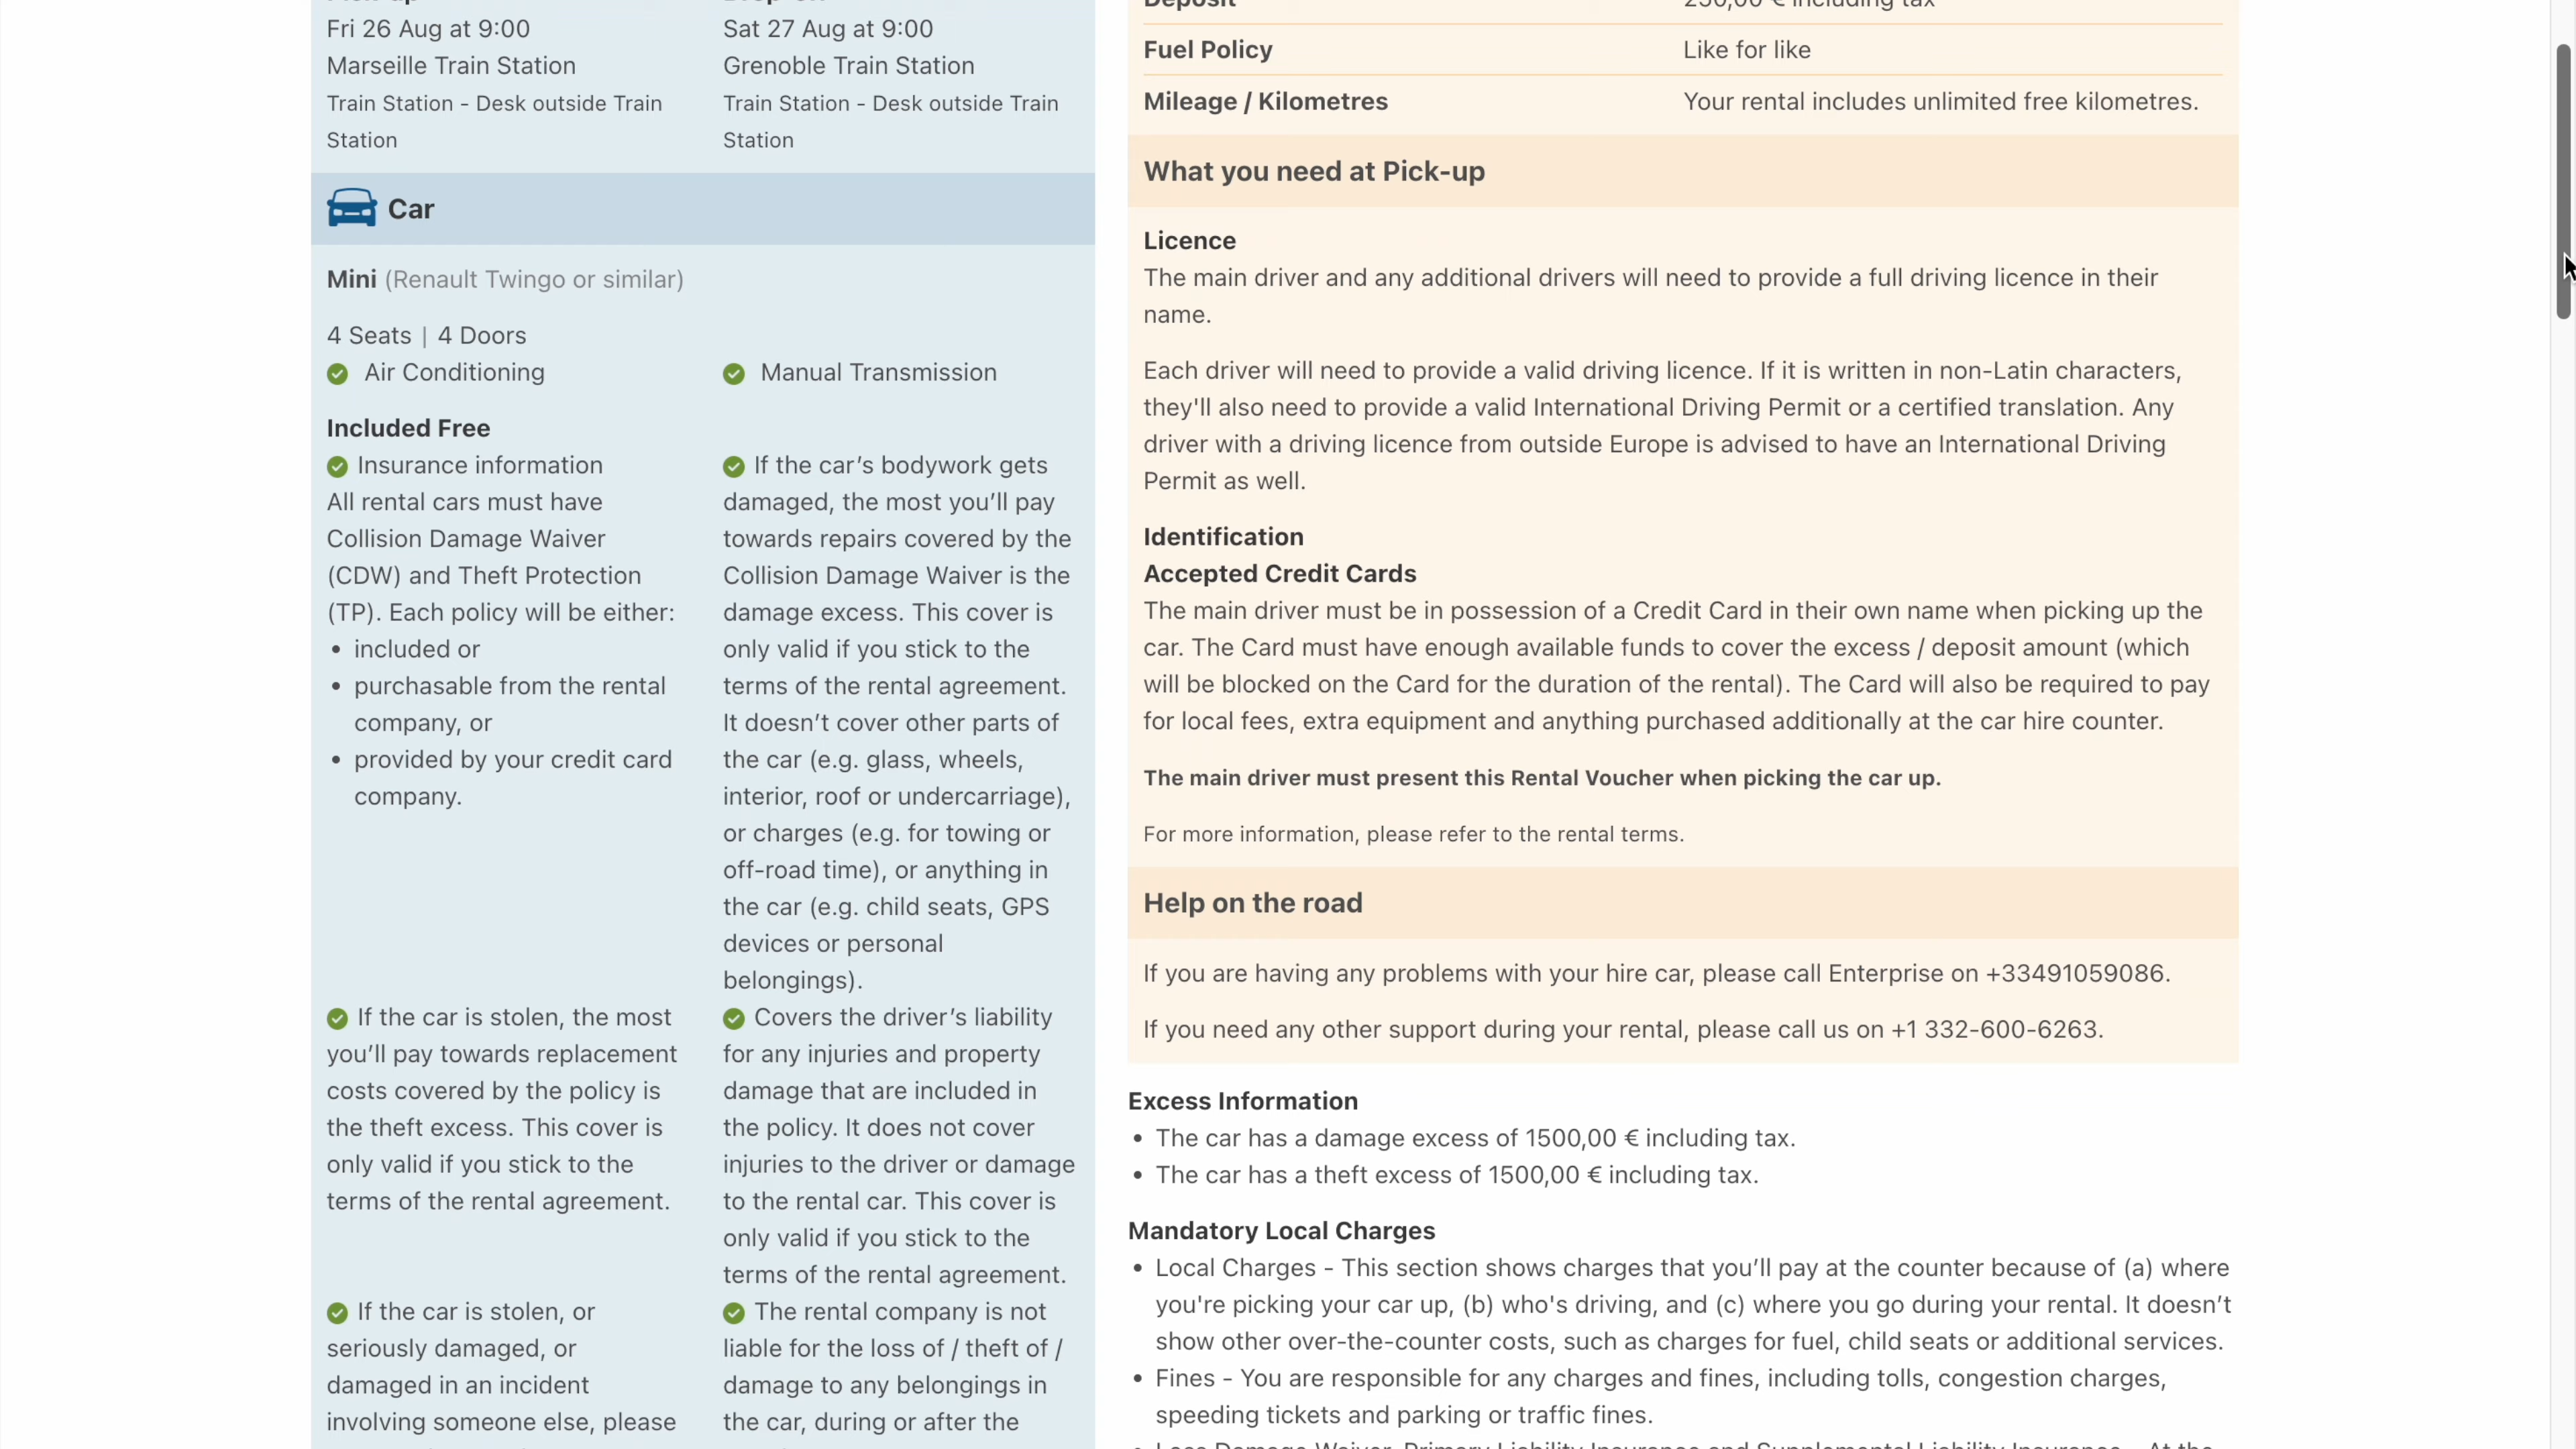 Fri 26 Aug at 9:00
Marseille Train Station
Train Station - Desk outside Train
Station
Sat 27 Aug at 9:00
Grenoble Train Station
Train Station - Desk outside Train
Station
Car
Mini (Renault Twingo or similar)
4 Seats | 4 Doors
Air Conditioning
Manual Transmission
Included Free
Insurance information
All rental cars must have
Collision Damage Waiver
(CDW) and Theft Protection
(TP). Each policy will be either:
• included or
• purchasable from the rental
company, or
• provided by your credit card
company.
If the car’s bodywork gets
damaged, the most you’ll pay
towards repairs covered by the
Collision Damage Waiver is the
damage excess. This cover is
only valid if you stick to the
terms of the rental agreement.
It doesn’t cover other parts of
the car (e.g. glass, wheels,
interior, roof or undercarriage),
or charges (e.g. for towing or
off-road time), or anything in
the car (e.g. child seats, GPS
devices or personal
belongings).
If the car is stolen, the most
you’ll pay towards replacement
costs covered by the policy is
the theft excess. This cover is
only valid if you stick to the
terms of the rental agreement.
Covers the driver’s liability
for any injuries and property
damage that are included in
the policy. It does not cover
injuries to the driver or damage
to the rental car. This cover is
only valid if you stick to the
terms of the rental agreement.
If the car is stolen, or
seriously damaged, or
damaged in an incident
involving someone else, please
The rental company is not
liable for the loss of / theft of /
damage to any belongings in
the car, during or after the
Deposit 250,00 € including tax
Fuel Policy Like for like
Mileage / Kilometres Your rental includes unlimited free kilometres.
What you need at Pick-up
Licence
The main driver and any additional drivers will need to provide a full driving licence in their
name.
Each driver will need to provide a valid driving licence. If it is written in non-Latin characters,
they'll also need to provide a valid International Driving Permit or a certified translation. Any
driver with a driving licence from outside Europe is advised to have an International Driving
Permit as well.
Identification
Accepted Credit Cards
The main driver must be in possession of a Credit Card in their own name when picking up the
car. The Card must have enough available funds to cover the excess / deposit amount (which
will be blocked on the Card for the duration of the rental). The Card will also be required to pay
for local fees, extra equipment and anything purchased additionally at the car hire counter.
The main driver must present this Rental Voucher when picking the car up.
For more information, please refer to the rental terms.
Help on the road
If you are having any problems with your hire car, please call Enterprise on +33491059086.
If you need any other support during your rental, please call us on +1 332-600-6263.
Excess Information
• The car has a damage excess of 1500,00 € including tax.
• The car has a theft excess of 1500,00 € including tax.
Mandatory Local Charges
• Local Charges - This section shows charges that you’ll pay at the counter because of (a) where
you're picking your car up, (b) who's driving, and (c) where you go during your rental. It doesn’t
show other over-the-counter costs, such as charges for fuel, child seats or additional services.
• Fines - You are responsible for any charges and fines, including tolls, congestion charges,
speeding tickets and parking or traffic fines.